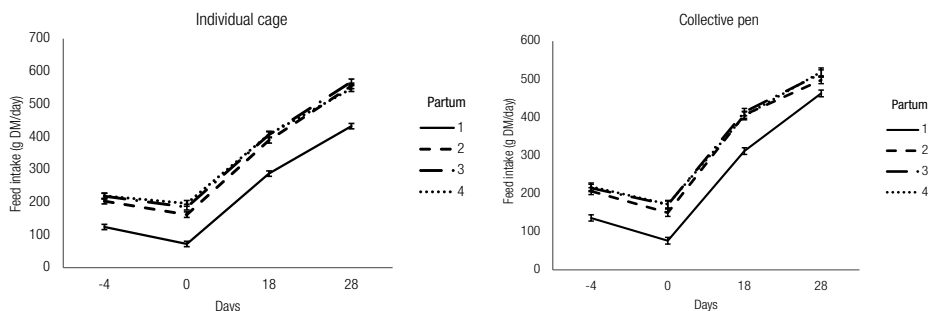 Individual cage
700
600
500
400
300
200
100
0
Feed intake (g DM/day)
-4 0 18 28
Days
Partum
1
2
3
4
Collective pen
600
500
400
300
200
100
0
Feed intake (g DM/day)
-4 0 18 28
Days
Partum
1
2
3
4